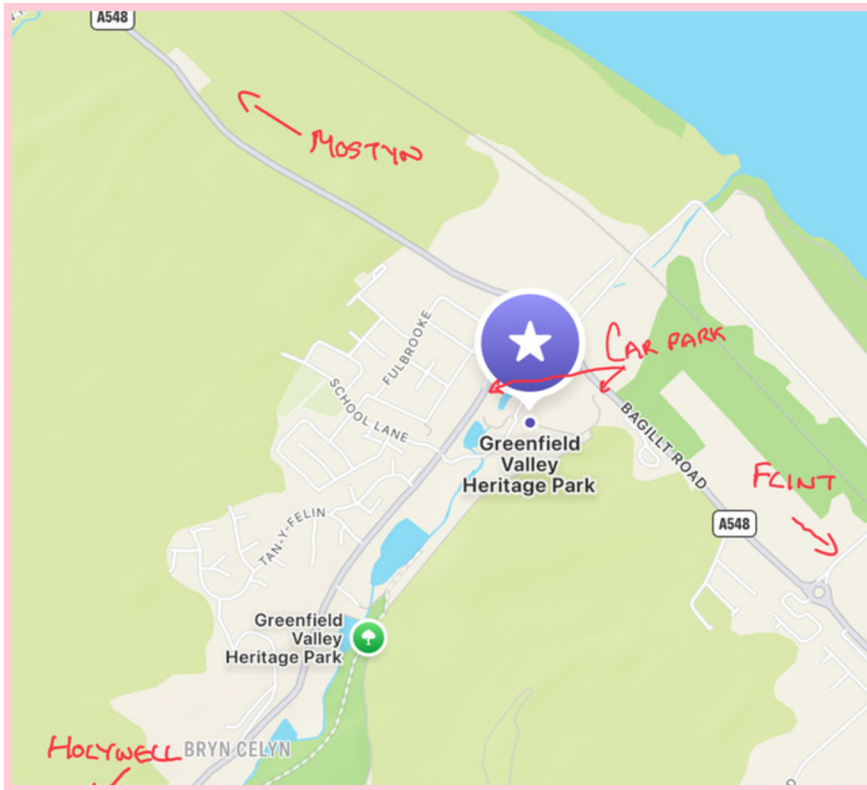 A548
MOSTYN
FULBROOKE
CAR PARK
SCHOOL LANE
BAGILLT ROAD
Greenfield
Valley
Heritage Park
FLINT
A548
TAN-Y-FELIN
Greenfield
Valley
Heritage Park
HOLYWELL
BRYN CELYN